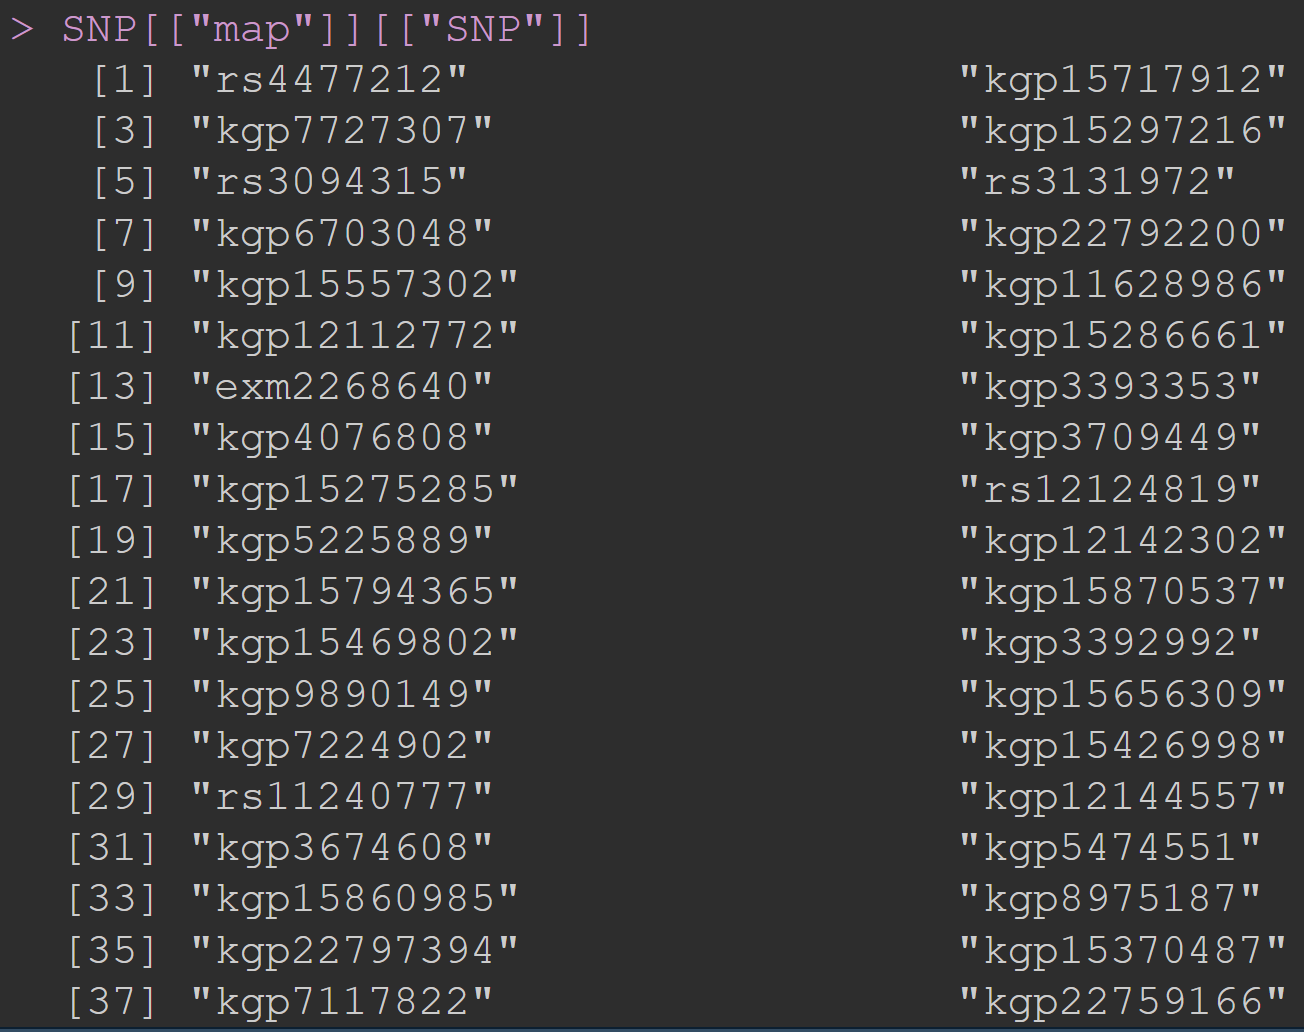 > SNP[["map"]][["SNP"]]
[1] "rs4477212" "kgp15717912"
[3] "kgp7727307" "kgp15297216"
[5] "rs3094315" "rs3131972"
[7] "kgp6703048" "kgp22792200"
[9] "kgp15557302" "kgp11628986"
[11] "kgp12112772" "kgp15286661"
[13] "exm2268640" "kgp3393353"
[15] "kgp4076808" "kgp3709449"
[17] "kgp15275285" "rs12124819"
[19] "kgp5225889" "kgp12142302"
[21] "kgp15794365" "kgp15870537"
[23] "kgp15469802" "kgp3392992"
[25] "kgp9890149" "kgp15656309"
[27] "kgp7224902" "kgp15426998"
[29] "rs11240777" "kgp12144557"
[31] "kgp3674608" "kgp5474551"
[33] "kgp15860985" "kgp8975187"
[35] "kgp22797394" "kgp15370487"
[37] "kgp7117822" "kgp22759166"